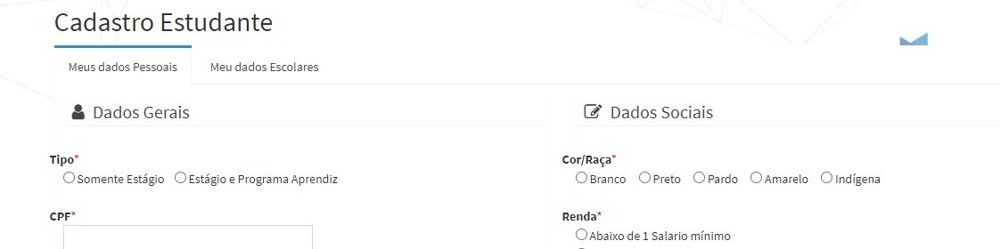 Cadastro Estudante
Meus dados Pessoais
Meu dados Escolares
Dados Gerais
Tipo*
Somente Estágio Estágio e Programa Aprendiz
CPF*
Dados Sociais
Cor/Raça*
Branco Preto Pardo Amarelo Indígena
Renda*
Abaixo de 1 Salario mínimo